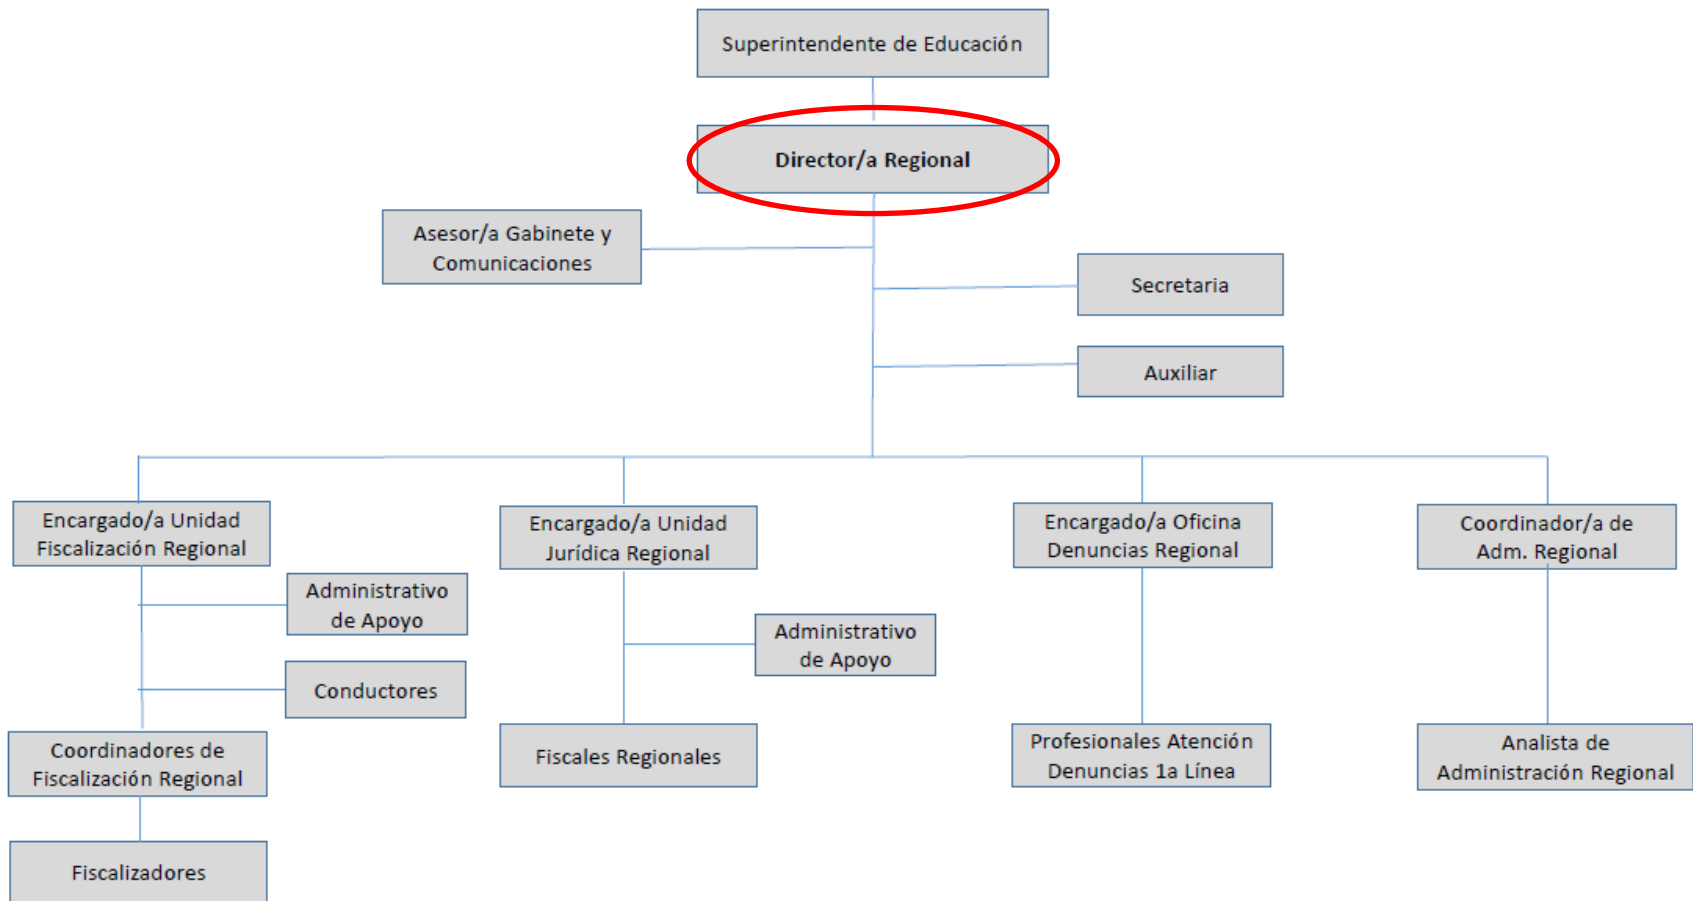 Superintendente de Educación
Director/a Regional
Asesor/a Gabinete y
Comunicaciones
Secretaria
Auxiliar
Encargado/a Unidad
Fiscalización Regional
Encargado/a Unidad
Jurídica Regional
Encargado/a Oficina
Denuncias Regional
Coordinador/a de
Adm. Regional
Administrativo
de Apoyo
Administrativo
de Apoyo
Conductores
Coordinadores de
Fiscalización Regional
Fiscales Regionales
Profesionales Atención
Denuncias 1a Línea
Analista de
Administración Regional
Fiscalizadores